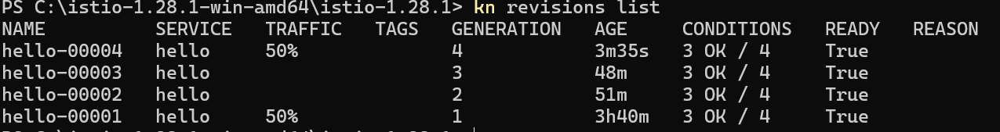 PS C:\istio-1.28.1-win-amd64\istio-1.28.1> kn revisions list
NAME SERVICE TRAFFIC TAGS GENERATION AGE CONDITIONS READY REASON
hello-00004 hello 50% 4 3m35s 3 OK / 4 True
hello-00003 hello 3 48m 3 OK / 4 True
hello-00002 hello 2 51m 3 OK / 4 True
hello-00001 hello 50% 1 3h40m 3 OK / 4 True